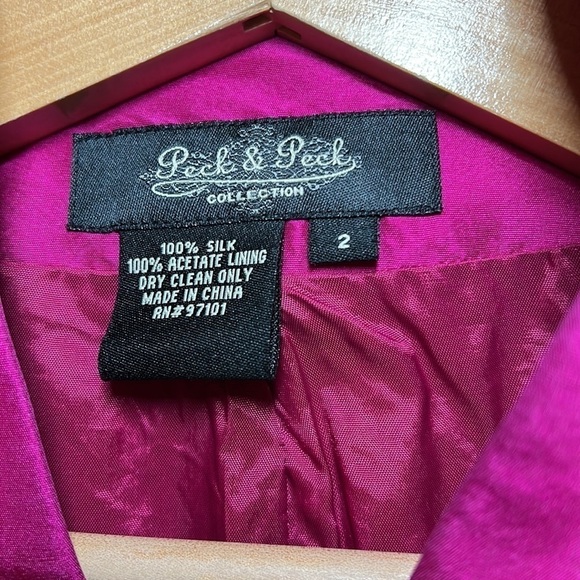 Peck & Peck
COLLECTION
100% SILK
100% ACETATE LINING
DRY CLEAN ONLY
MADE IN CHINA
RN#97101
2